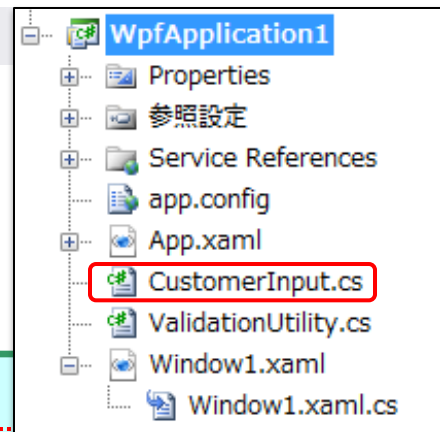 WpfApplication1
Properties
参照設定
Service References
app.config
App.xaml
CustomerInput.cs
ValidationUtility.cs
Window1.xaml
Window1.xaml.cs